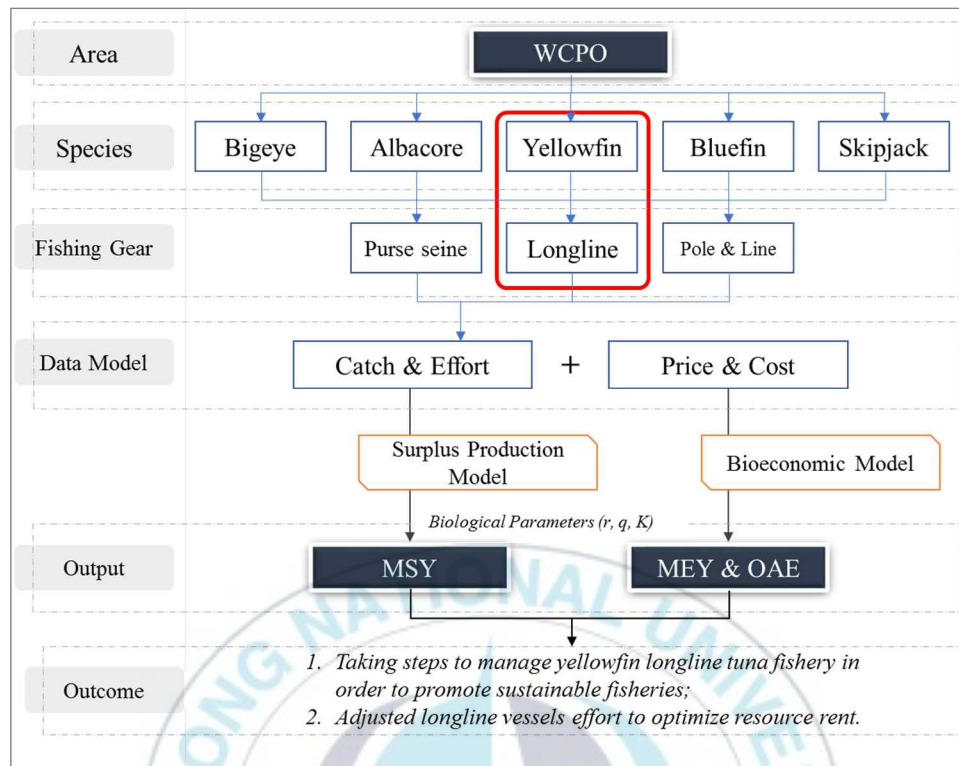 Area
WCPO
Species
Bigeye
Albacore
Yellowfin
Bluefin
Skipjack
Fishing Gear
Purse seine
Longline
Pole & Line
Data Model
Catch & Effort
+
Price & Cost
Surplus Production
Model
Bioeconomic Model
Biological Parameters (r, q, K)
Output
MSY
MEY & OAE
Outcome
1. Taking steps to manage yellowfin longline tuna fishery in
order to promote sustainable fisheries;
2. Adjusted longline vessels effort to optimize resource rent.
ONG NATIONAL UNIVE